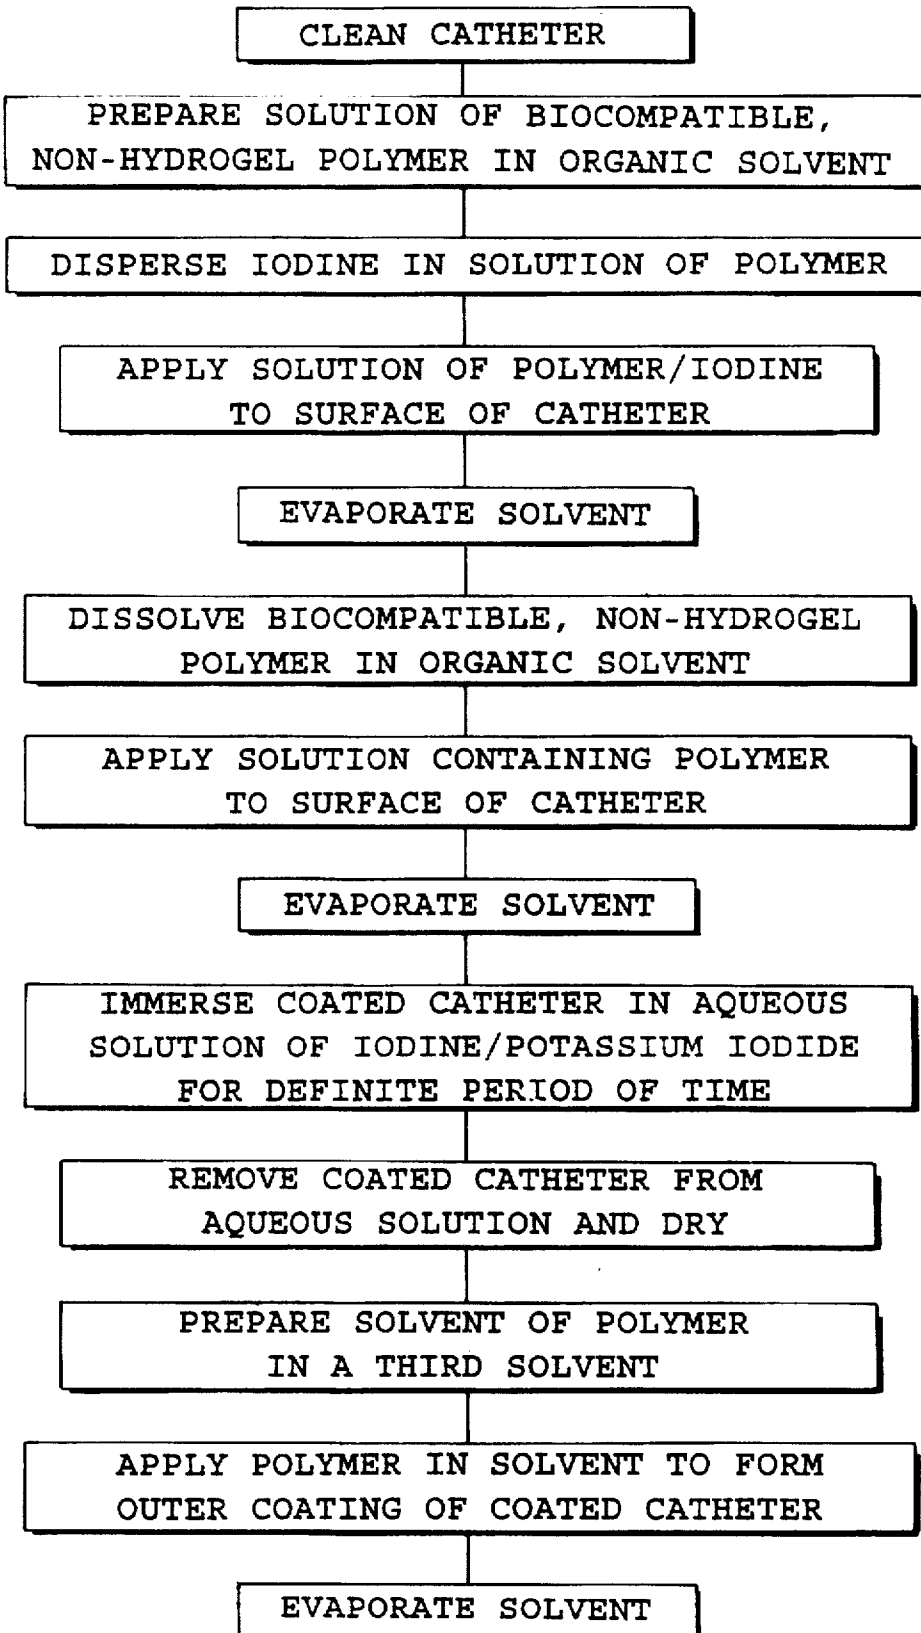 CLEAN CATHETER
PREPARE SOLUTION OF BIOCOMPATIBLE,
NON-HYDROGEL POLYMER IN ORGANIC SOLVENT
DISPERSE IODINE IN SOLUTION OF POLYMER
APPLY SOLUTION OF POLYMER/IODINE
TO SURFACE OF CATHETER
EVAPORATE SOLVENT
DISSOLVE BIOCOMPATIBLE, NON-HYDROGEL
POLYMER IN ORGANIC SOLVENT
APPLY SOLUTION CONTAINING POLYMER
TO SURFACE OF CATHETER
EVAPORATE SOLVENT
IMMERSE COATED CATHETER IN AQUEOUS
SOLUTION OF IODINE/POTASSIUM IODIDE
FOR DEFINITE PERIOD OF TIME
REMOVE COATED CATHETER FROM
AQUEOUS SOLUTION AND DRY
PREPARE SOLVENT OF POLYMER
IN A THIRD SOLVENT
APPLY POLYMER IN SOLVENT TO FORM
OUTER COATING OF COATED CATHETER
EVAPORATE SOLVENT